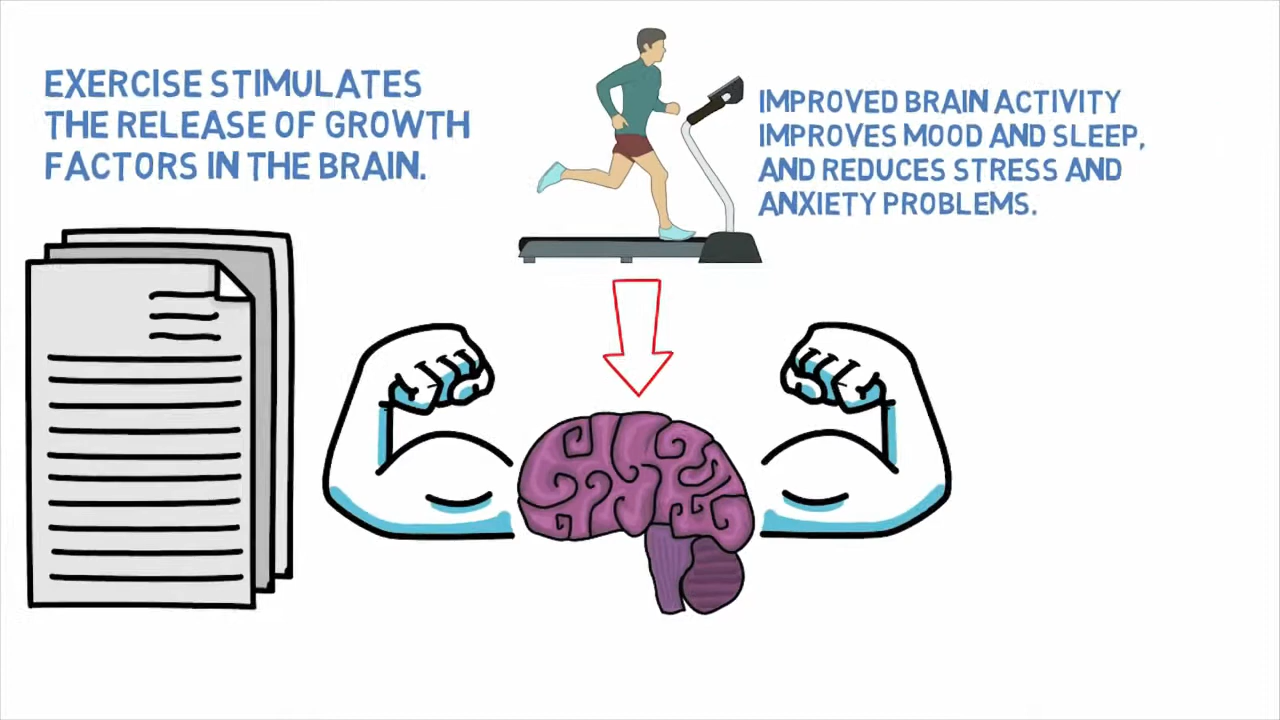 EXERCISE STIMULATES
THE RELEASE OF GROWTH
FACTORS IN THE BRAIN.
IMPROVED BRAIN ACTIVITY
IMPROVES MOOD AND SLEEP,
AND REDUCES STRESS AND
ANXIETY PROBLEMS.